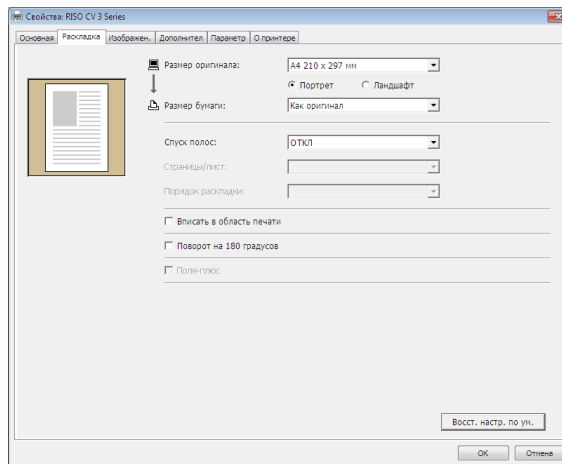 Свойства: RISO CV 3 Series
Основная Раскладка Изображен. Дополнител Параметр О принтере
Размер оригинала: A4 210 x 297 мм
Портрет Ландшафт
Размер бумаги: Как оригинал
Спуск полос: ОТКЛ
Страницы/лист:
Порядок раскладки:
Вписать в область печати
Поворот на 180 градусов
Поле-плюс
Восст. настр. по ум.
OK Отмена